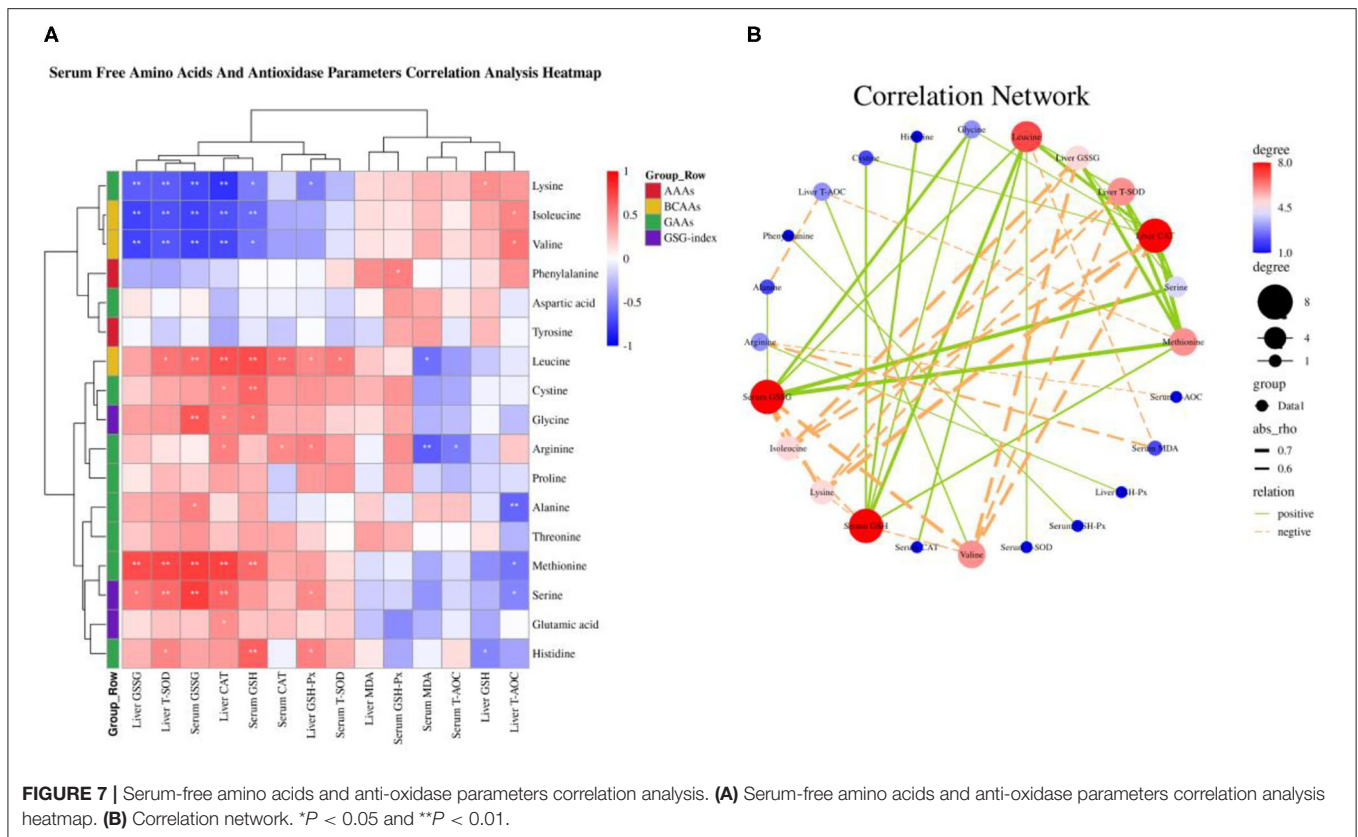 A
Serum Free Amino Acids And Antioxidase Parameters Correlation Analysis Heatmap
** ** ** ** * * * Lysine
** ** ** ** ** * Isoleucine
** ** ** ** * * Valine
* Phenylalanine
Aspartic acid
Tyrosine
* ** ** ** ** * * * Leucine
* ** Cystine
** * * Glycine
* * * ** * Arginine
Proline
* ** Alanine
Threonine
** ** ** ** ** * Methionine
* ** ** ** * * Serine
* Glutamic acid
* ** * * Histidine
Group_Row
Liver GSSG
Liver T-SOD
Serum GSSG
Liver CAT
Serum GSH
Serum CAT
Liver GSH-Px
Serum T-SOD
Liver MDA
Serum GSH-Px
Serum MDA
Serum T-AOC
Liver GSH
Liver T-AOC
1
0.5
0
-0.5
-1
Group_Row
AAAs
BCAAs
GAAs
GSG-index
B
Correlation Network
Glycine
Histidine
Leucine
Cystine
Liver GSSG
Liver T-AOC
Liver T-SOD
Phenylalanine
Liver CAT
Alanine
Serine
Arginine
Methionine
Serum GSSG
Serum T-AOC
Isoleucine
Serum MDA
Lysine
Liver GSH-Px
Serum GSH
Serum GSH-Px
Serum CAT
Valine
Serum T-SOD
degree
8.0
4.5
1.0
degree
8
4
1
group
Data1
abs_rho
0.7
0.6
relation
positive
negtive
FIGURE 7 | Serum-free amino acids and anti-oxidase parameters correlation analysis. (A) Serum-free amino acids and anti-oxidase parameters correlation analysis
heatmap. (B) Correlation network. *P < 0.05 and **P < 0.01.